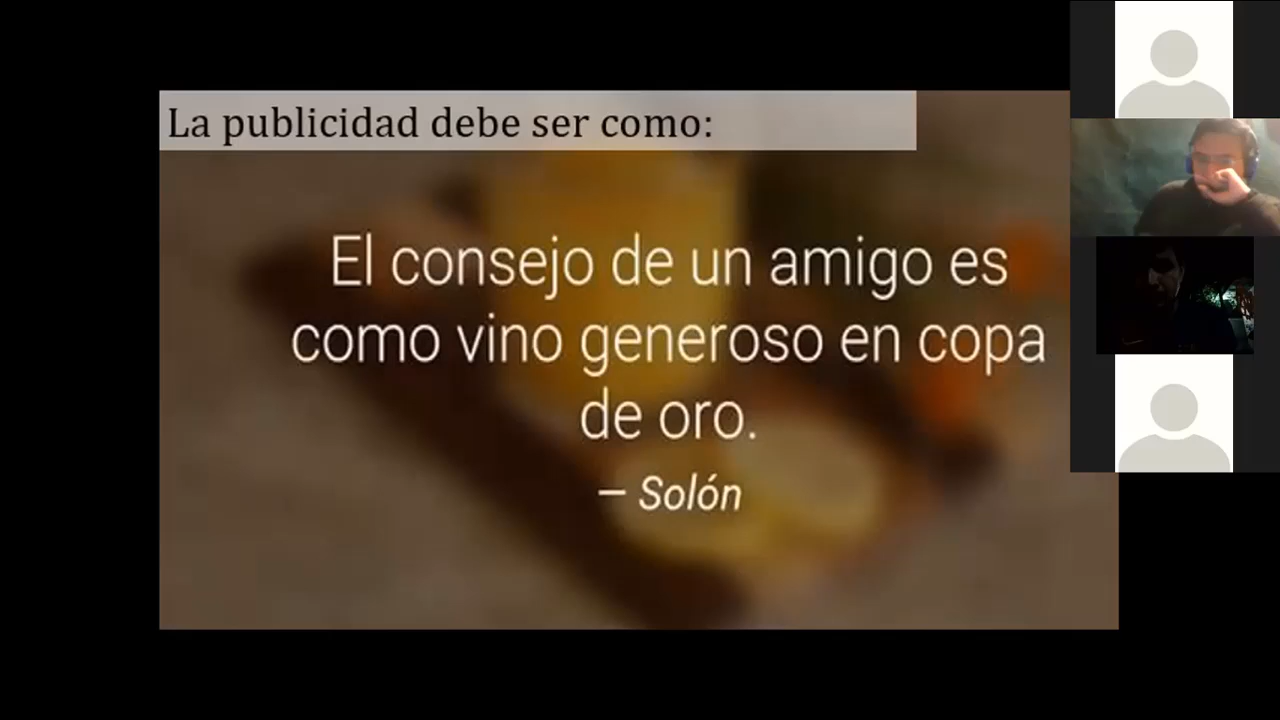 La publicidad debe ser como:
El consejo de un amigo es
como vino generoso en copa
de oro.
– Solón